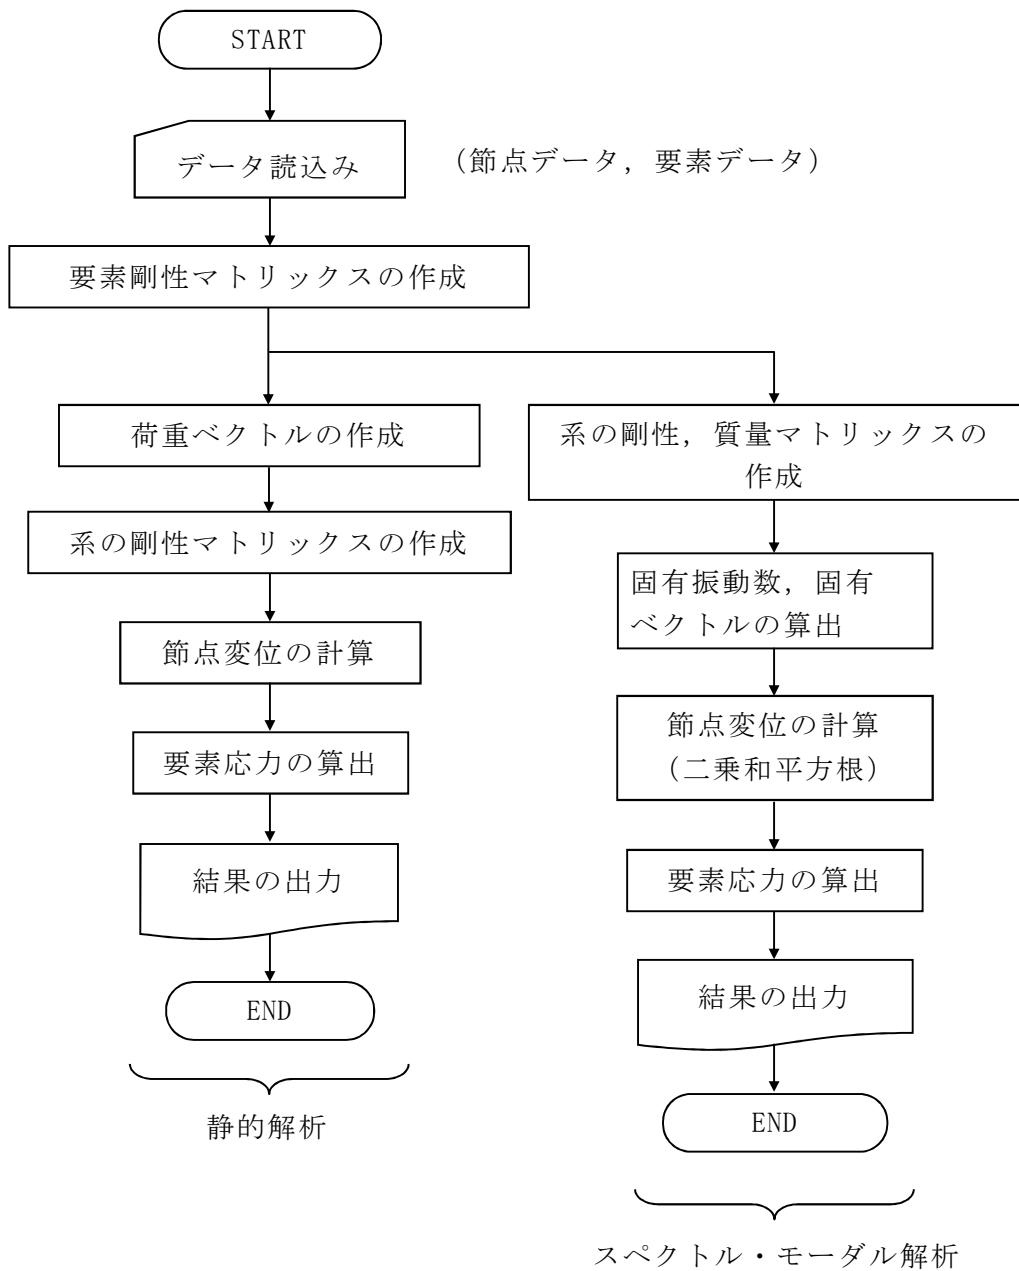 START
データ読込み
(節点データ，要素データ)
要素剛性マトリックスの作成
荷重ベクトルの作成
系の剛性マトリックスの作成
節点変位の計算
要素応力の算出
結果の出力
END
静的解析
系の剛性，質量マトリックスの
作成
固有振動数，固有
ベクトルの算出
節点変位の計算
(二乗和平方根)
要素応力の算出
結果の出力
END
スペクトル・モーダル解析